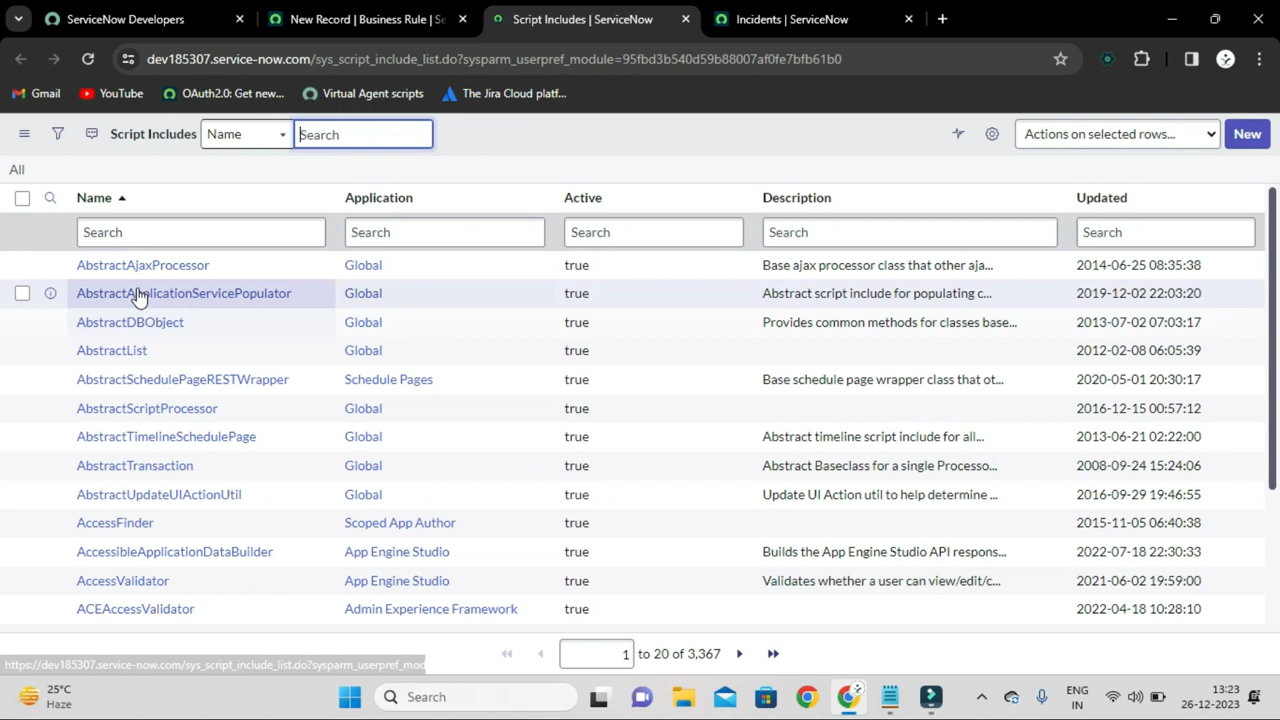 ServiceNow Developers
New Record | Business Rule | Se
Script Includes | ServiceNow
Incidents | ServiceNow
dev185307.service-now.com/sys_script_include_list.do?sysparm_userpref_module=95fbd3b540d59b88007af0fe7bfb61b0
Gmail YouTube OAuth2.0: Get new... Virtual Agent scripts The Jira Cloud platf...
Script Includes Name Search Actions on selected rows... New
All
Name Application Active Description Updated
Search Search Search Search Search
AbstractAjaxProcessor Global true Base ajax processor class that other aja... 2014-06-25 08:35:38
AbstractApplicationServicePopulator Global true Abstract script include for populating c... 2019-12-02 22:03:20
AbstractDBObject Global true Provides common methods for classes base... 2013-07-02 07:03:17
AbstractList Global true 2012-02-08 06:05:39
AbstractSchedulePageRESTWrapper Schedule Pages true Base schedule page wrapper class that ot... 2020-05-01 20:30:17
AbstractScriptProcessor Global true 2016-12-15 00:57:12
AbstractTimelineSchedulePage Global true Abstract timeline script include for all... 2013-06-21 02:22:00
AbstractTransaction Global true Abstract Baseclass for a single Processo... 2008-09-24 15:24:06
AbstractUpdateUIActionUtil Global true Update UI Action util to help determine ... 2016-09-29 19:46:55
AccessFinder Scoped App Author true 2015-11-05 06:40:38
AccessibleApplicationDataBuilder App Engine Studio true Builds the App Engine Studio API respons... 2022-07-18 22:30:33
AccessValidator App Engine Studio true Validates whether a user can view/edit/c... 2021-06-02 19:59:00
ACEAccessValidator Admin Experience Framework true 2022-04-18 10:28:10
1 to 20 of 3,367
https://dev185307.service-now.com/sys_script_include_list.do?sysparm_userpref_mod
25°C
Haze
Search
ENG
IN
13:23
26-12-2023